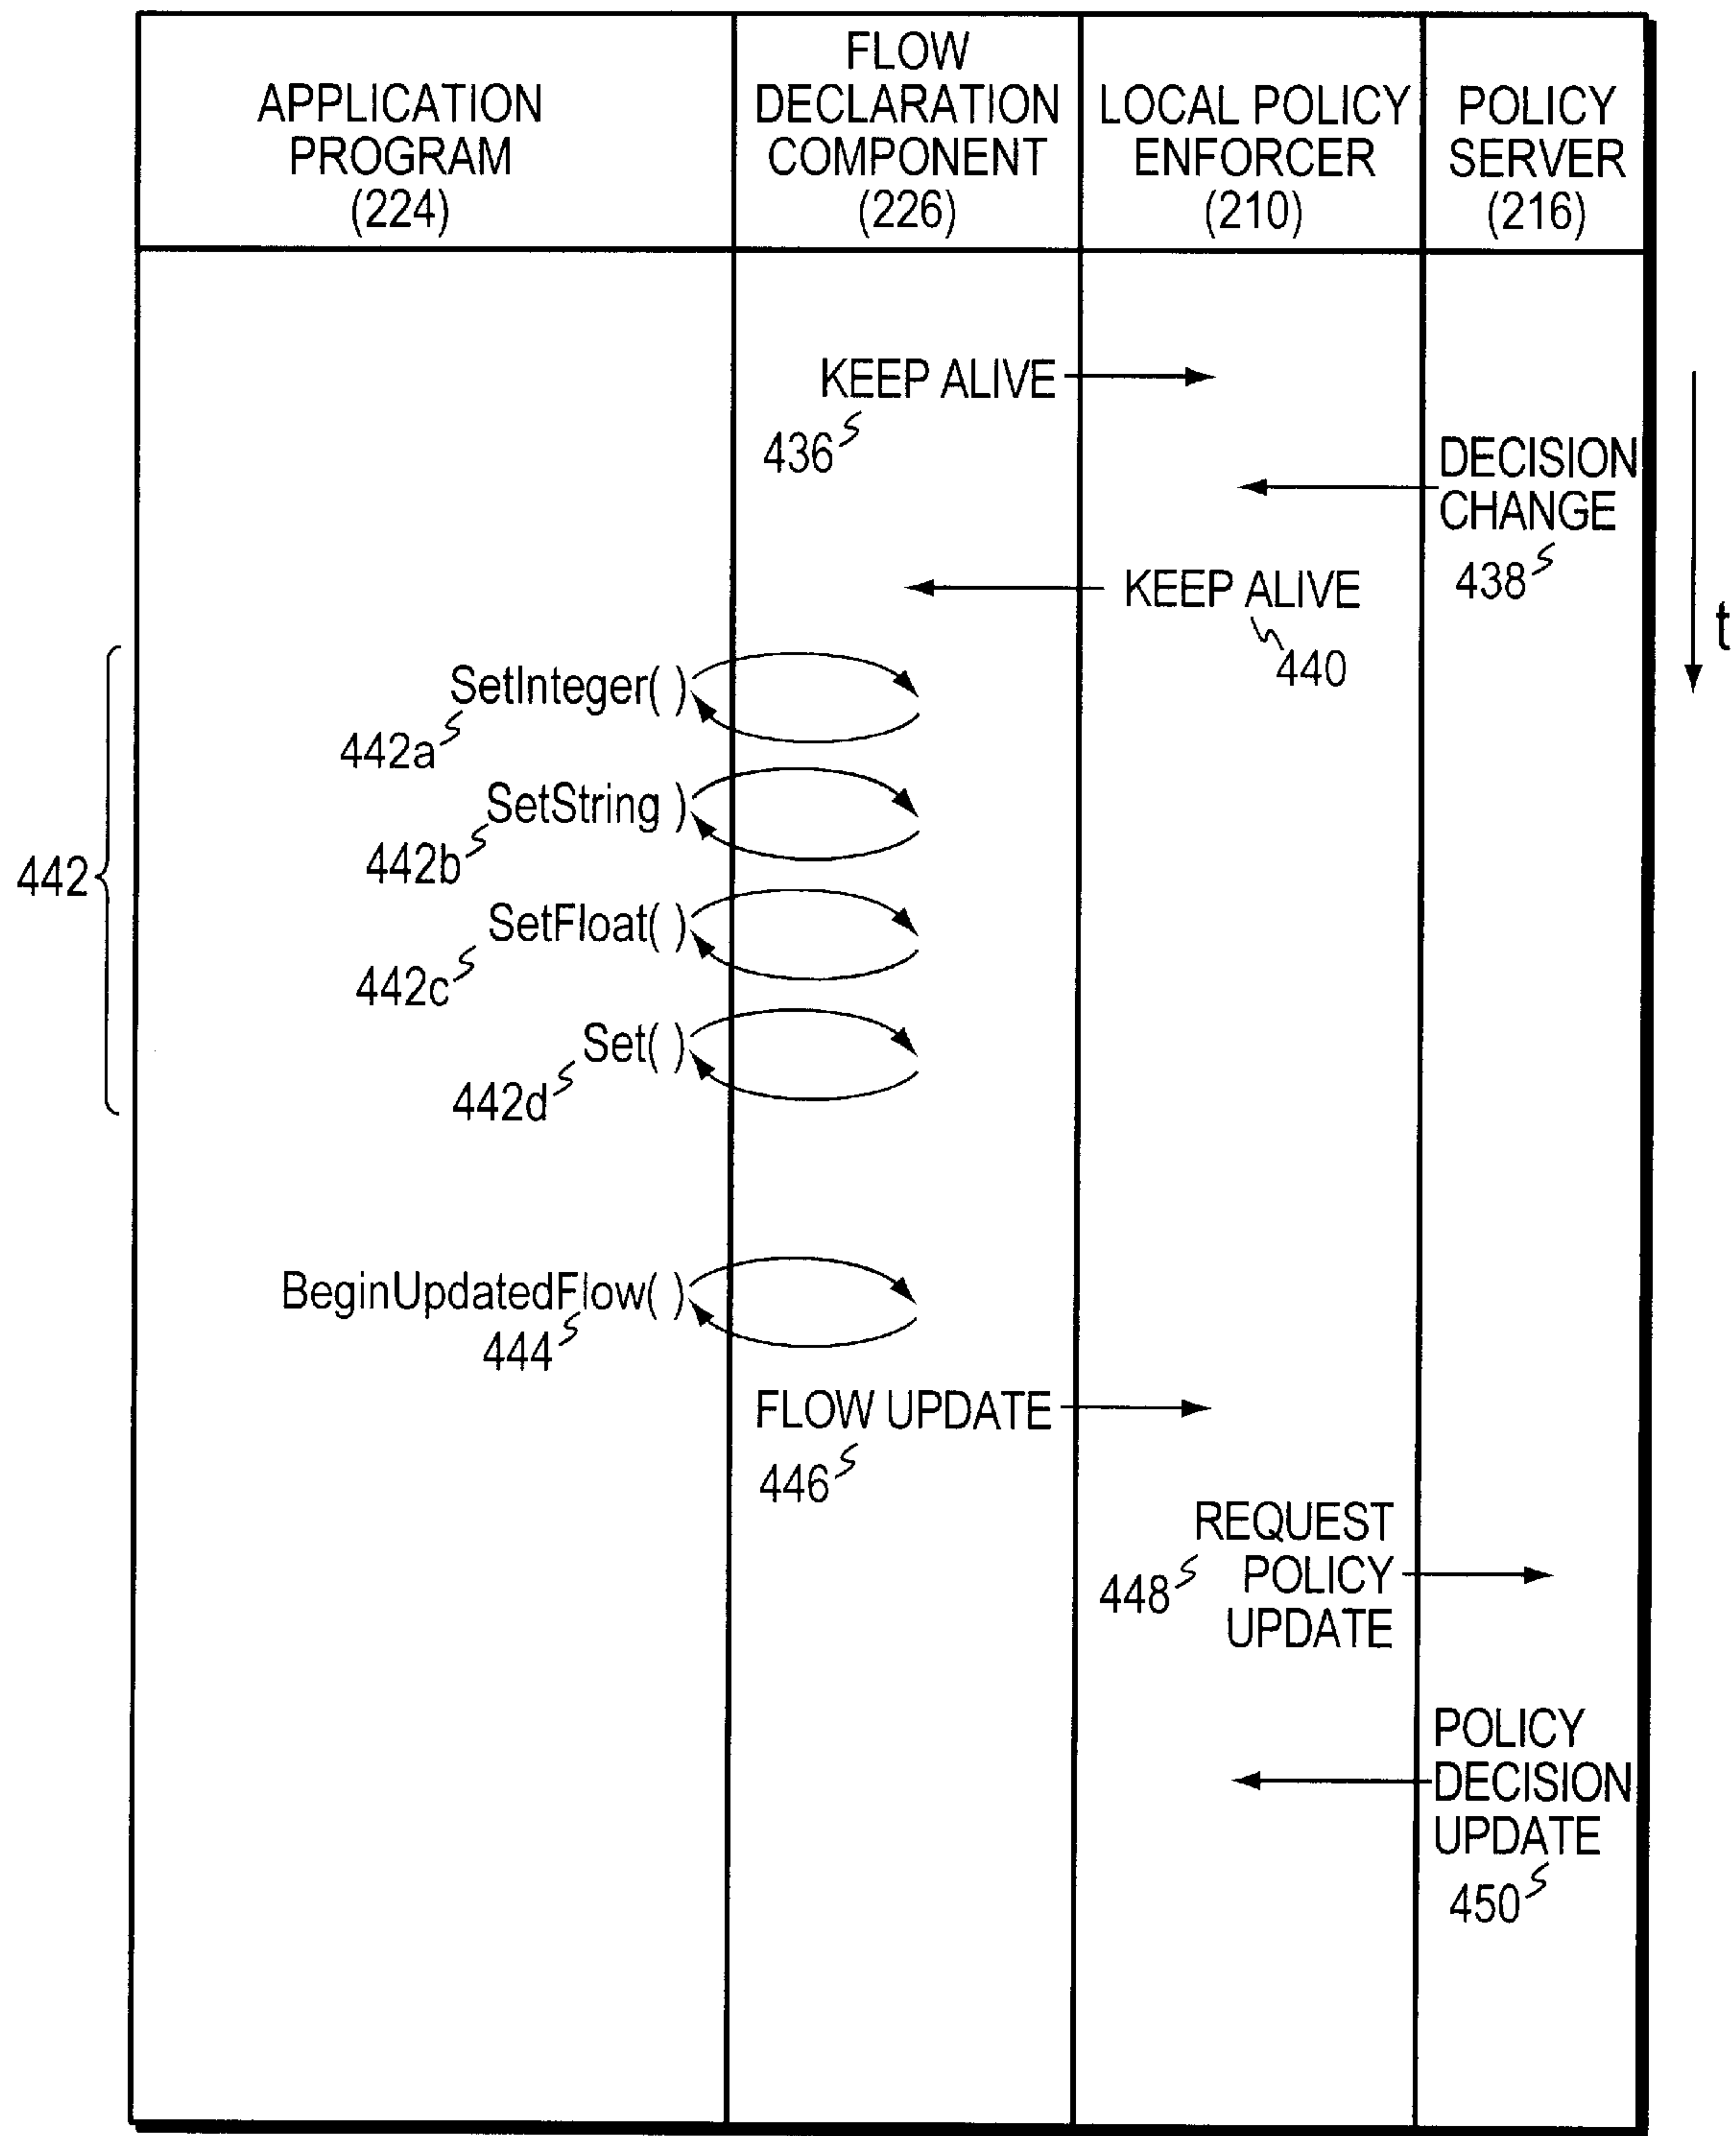 APPLICATION
PROGRAM
(224)
FLOW
DECLARATION
COMPONENT
(226)
LOCAL POLICY
ENFORCER
(210)
POLICY
SERVER
(216)
KEEP ALIVE
436
DECISION
CHANGE
438
KEEP ALIVE
440
t
442
SetInteger( )
442a
SetString )
442b
SetFloat( )
442c
Set( )
442d
BeginUpdatedFlow( )
444
FLOW UPDATE
446
REQUEST
POLICY
UPDATE
448
POLICY
DECISION
UPDATE
450